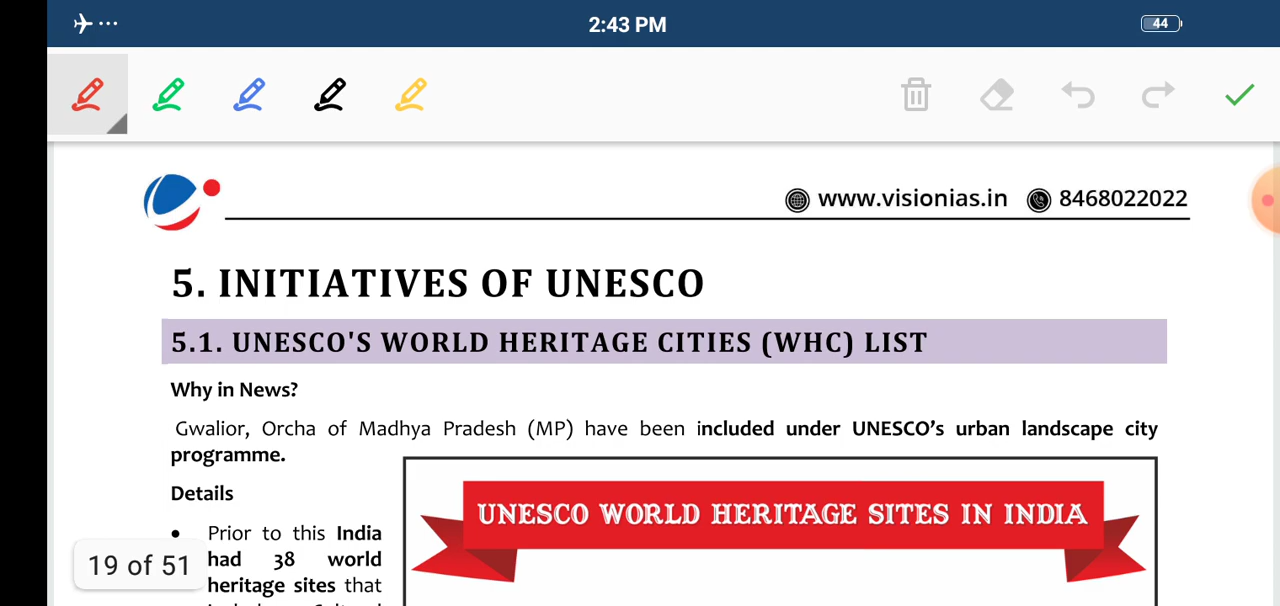 2:43 PM
44
www.visionias.in 8468022022
5. INITIATIVES OF UNESCO
5.1. UNESCO'S WORLD HERITAGE CITIES (WHC) LIST
Why in News?
Gwalior, Orcha of Madhya Pradesh (MP) have been included under UNESCO's urban landscape city
programme.
Details
UNESCO WORLD HERITAGE SITES IN INDIA
• Prior to this India
had 38 world
heritage sites that
19 of 51